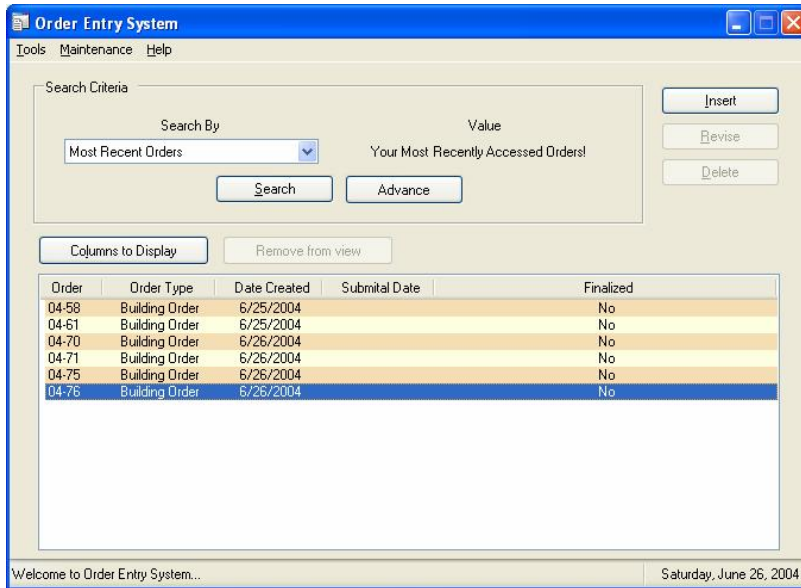 Order Entry System
Tools Maintenance Help
Search Criteria
Search By Value
Most Recent Orders Your Most Recently Accessed Orders!
Search Advance
Insert
Revise
Delete
Columns to Display Remove from view
Order Order Type Date Created Submital Date Finalized
04-58 Building Order 6/25/2004 No
04-61 Building Order 6/25/2004 No
04-70 Building Order 6/26/2004 No
04-71 Building Order 6/26/2004 No
04-75 Building Order 6/26/2004 No
04-76 Building Order 6/26/2004 No
Welcome to Order Entry System... Saturday, June 26, 2004